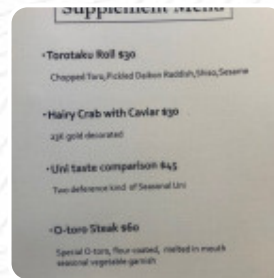 Supplement Menu
•Torotaku Roll $30
Chopped Toro,Pickled Daikon Raddish,Shiso,Sesame
•Hairy Crab with Caviar $30
23k gold decorated
•Uni taste comparison $45
Two deference kind of Seasonal Uni
•O-toro Steak $60
Special O-toro, flour coated, melted in mouth
seasonal vegetable garnish